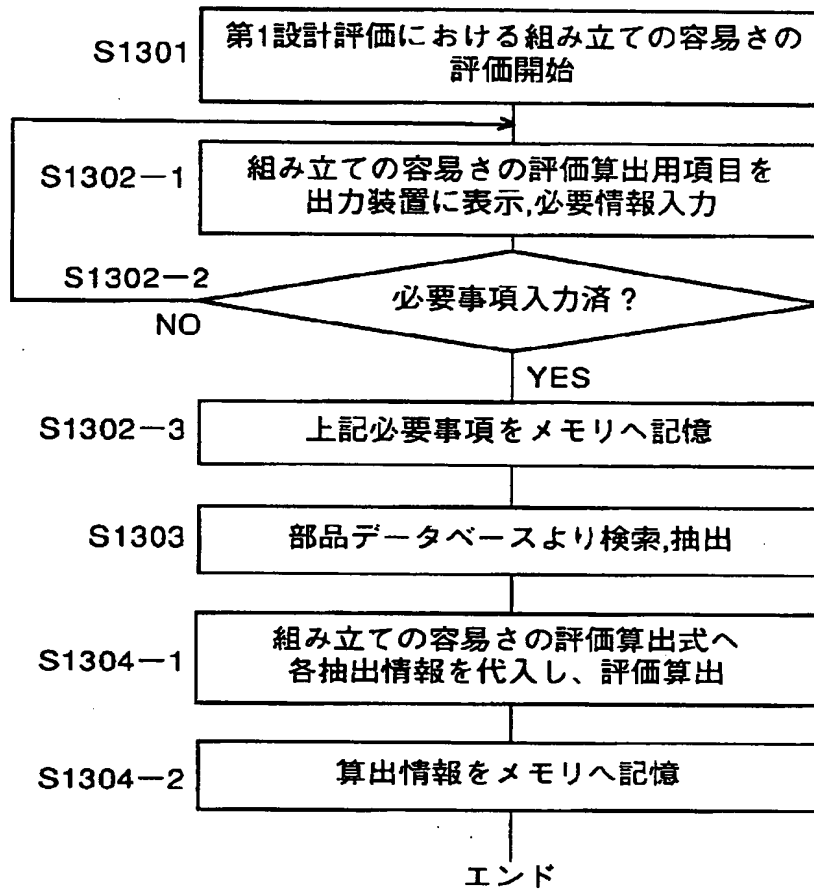 S1301
第1設計評価における組み立ての容易さの
評価開始
S1302-1
組み立ての容易さの評価算出用項目を
出力装置に表示,必要情報入力
S1302-2
必要事項入力済?
NO
YES
S1302-3
上記必要事項をメモリへ記憶
S1303
部品データベースより検索,抽出
S1304-1
組み立ての容易さの評価算出式へ
各抽出情報を代入し、評価算出
S1304-2
算出情報をメモリへ記憶
エンド